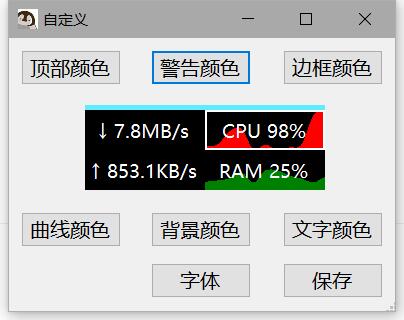 自定义
顶部颜色 警告颜色 边框颜色
↓ 7.8MB/s CPU 98%
↑ 853.1KB/s RAM 25%
曲线颜色 背景颜色 文字颜色
字体 保存